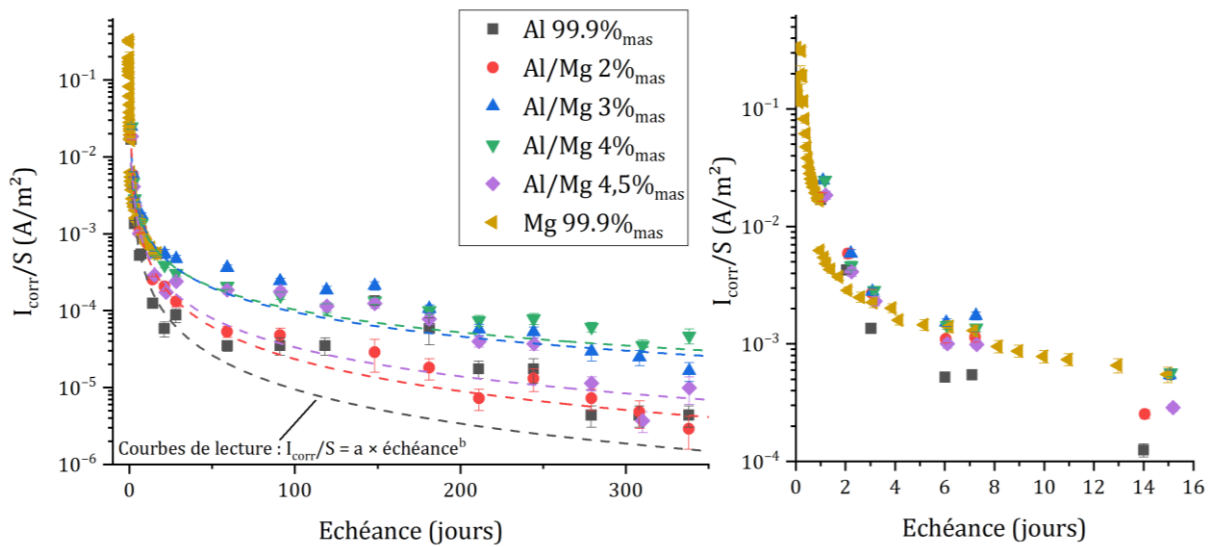 Al 99.9%mas
Al/Mg 2%mas
Al/Mg 3%mas
Al/Mg 4%mas
Al/Mg 4,5%mas
Mg 99.9%mas
Icorr/S (A/m²)
10⁻¹
10⁻²
10⁻³
10⁻⁴
10⁻⁵
10⁻⁶
Courbes de lecture : Icorr/S = a × échéanceᵇ
0 100 200 300
Echéance (jours)
Icorr/S (A/m²)
10⁻¹
10⁻²
10⁻³
10⁻⁴
0 2 4 6 8 10 12 14 16
Echéance (jours)